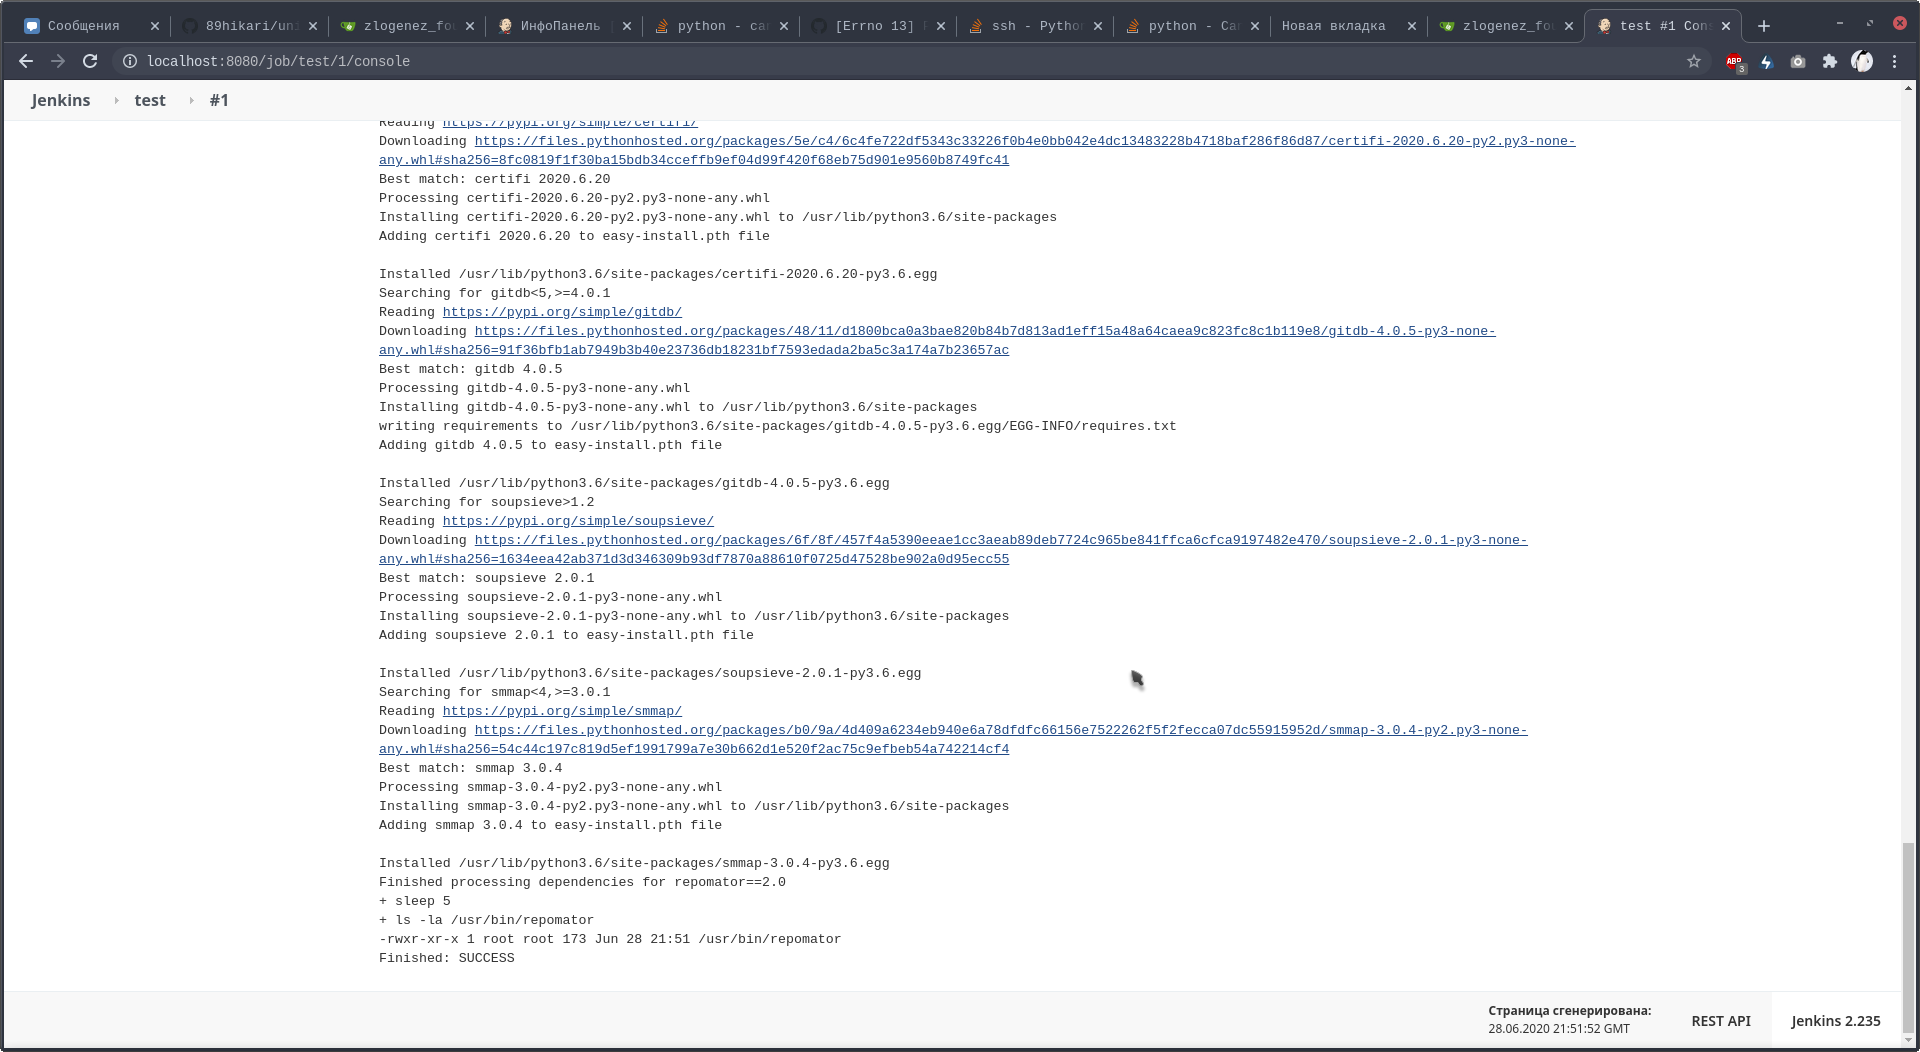 Сообщения
89hikari/uni
zlogenez_fou
ИнфоПанель
python - can
[Errno 13]
ssh - Python
python - Can
Новая вкладка
zlogenez_fou
test #1 Cons
localhost:8080/job/test/1/console
ABP
3
Jenkins
test
#1
Reading https://pypi.org/simple/certifi/
Downloading https://files.pythonhosted.org/packages/5e/c4/6c4fe722df5343c33226f0b4e0bb042e4dc13483228b4718baf286f86d87/certifi-2020.6.20-py2.py3-none-
any.whl#sha256=8fc0819f1f30ba15bdb34cceffb9ef04d99f420f68eb75d901e9560b8749fc41
Best match: certifi 2020.6.20
Processing certifi-2020.6.20-py2.py3-none-any.whl
Installing certifi-2020.6.20-py2.py3-none-any.whl to /usr/lib/python3.6/site-packages
Adding certifi 2020.6.20 to easy-install.pth file
Installed /usr/lib/python3.6/site-packages/certifi-2020.6.20-py3.6.egg
Searching for gitdb<5,>=4.0.1
Reading https://pypi.org/simple/gitdb/
Downloading https://files.pythonhosted.org/packages/48/11/d1800bca0a3bae820b84b7d813ad1eff15a48a64caea9c823fc8c1b119e8/gitdb-4.0.5-py3-none-
any.whl#sha256=91f36bfb1ab7949b3b40e23736db18231bf7593edada2ba5c3a174a7b23657ac
Best match: gitdb 4.0.5
Processing gitdb-4.0.5-py3-none-any.whl
Installing gitdb-4.0.5-py3-none-any.whl to /usr/lib/python3.6/site-packages
writing requirements to /usr/lib/python3.6/site-packages/gitdb-4.0.5-py3.6.egg/EGG-INFO/requires.txt
Adding gitdb 4.0.5 to easy-install.pth file
Installed /usr/lib/python3.6/site-packages/gitdb-4.0.5-py3.6.egg
Searching for soupsieve>1.2
Reading https://pypi.org/simple/soupsieve/
Downloading https://files.pythonhosted.org/packages/6f/8f/457f4a5390eeae1cc3aeab89deb7724c965be841ffca6cfca9197482e470/soupsieve-2.0.1-py3-none-
any.whl#sha256=1634eea42ab371d3d346309b93df7870a88610f0725d47528be902a0d95ecc55
Best match: soupsieve 2.0.1
Processing soupsieve-2.0.1-py3-none-any.whl
Installing soupsieve-2.0.1-py3-none-any.whl to /usr/lib/python3.6/site-packages
Adding soupsieve 2.0.1 to easy-install.pth file
Installed /usr/lib/python3.6/site-packages/soupsieve-2.0.1-py3.6.egg
Searching for smmap<4,>=3.0.1
Reading https://pypi.org/simple/smmap/
Downloading https://files.pythonhosted.org/packages/b0/9a/4d409a6234eb940e6a78dfdfc66156e7522262f5f2fecca07dc55915952d/smmap-3.0.4-py2.py3-none-
any.whl#sha256=54c44c197c819d5ef1991799a7e30b662d1e520f2ac75c9efbeb54a742214cf4
Best match: smmap 3.0.4
Processing smmap-3.0.4-py2.py3-none-any.whl
Installing smmap-3.0.4-py2.py3-none-any.whl to /usr/lib/python3.6/site-packages
Adding smmap 3.0.4 to easy-install.pth file
Installed /usr/lib/python3.6/site-packages/smmap-3.0.4-py3.6.egg
Finished processing dependencies for repomator==2.0
+ sleep 5
+ ls -la /usr/bin/repomator
-rwxr-xr-x 1 root root 173 Jun 28 21:51 /usr/bin/repomator
Finished: SUCCESS
Страница сгенерирована:
28.06.2020 21:51:52 GMT
REST API
Jenkins 2.235